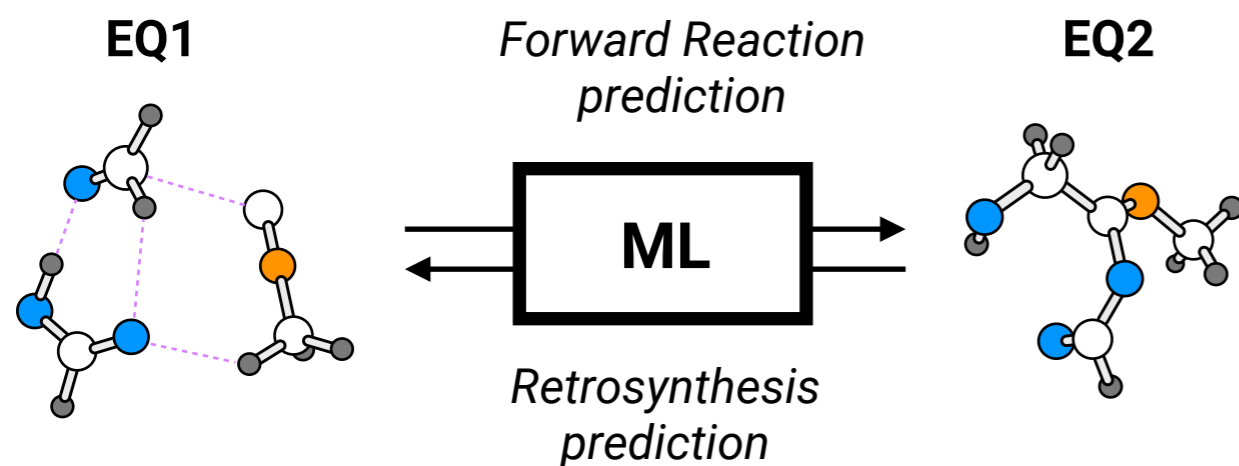 EQ1
Forward Reaction
prediction
EQ2
ML
Retrosynthesis
prediction